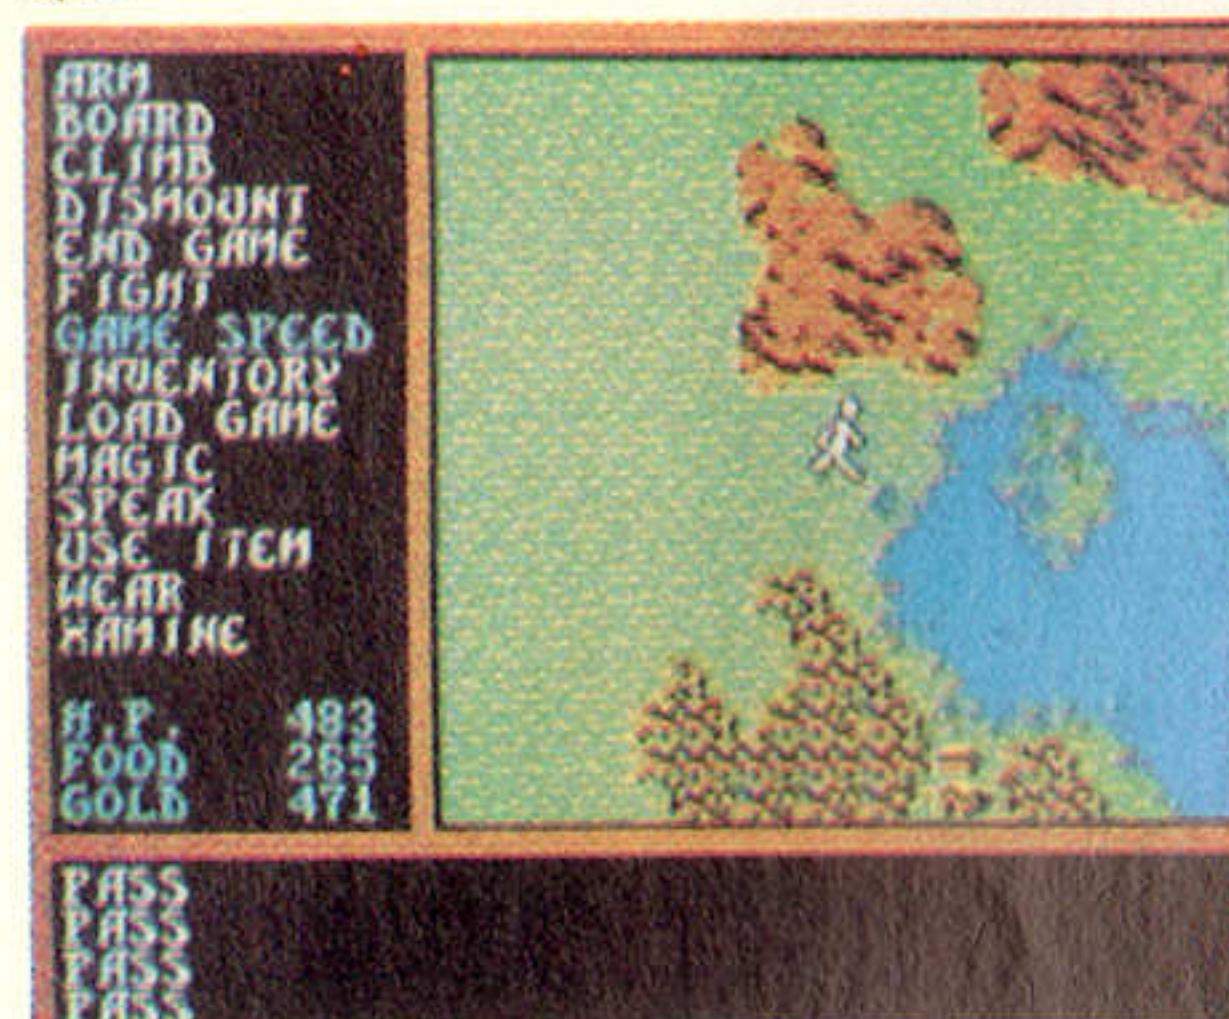 ARM
BOARD
CLIMB
DISMOUNT
END GAME
FIGHT
GAME SPEED
INVENTORY
LOAD GAME
MAGIC
SPEAK
USE ITEM
WEAR
XAMINE
H.P. 483
FOOD 265
GOLD 471
PASS
PASS
PASS
PASS